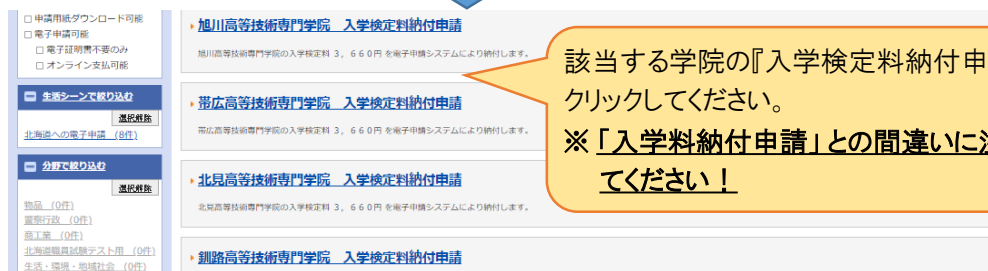 □ 申請用紙ダウンロード可能
□ 電子申請可能
□ 電子証明書不要のみ
□ オンライン支払可能
生活シーンで絞り込む
選択解除
北海道への電子申請 (8件)
分野で絞り込む
選択解除
物品 (0件)
警察行政 (0件)
商工業 (0件)
北海道職員試験テスト用 (0件)
生活・環境・地域社会 (0件)
旭川高等技術専門学院 入学検定料納付申請
旭川高等技術専門学院の入学検定料 3,660円 を電子申請システムにより納付します。
帯広高等技術専門学院 入学検定料納付申請
帯広高等技術専門学院の入学検定料 3,660円 を電子申請システムにより納付します。
北見高等技術専門学院 入学検定料納付申請
北見高等技術専門学院の入学検定料 3,660円 を電子申請システムにより納付します。
釧路高等技術専門学院 入学検定料納付申請
該当する学院の『入学検定料納付申
クリックしてください。
※「入学料納付申請」との間違いに
てください!